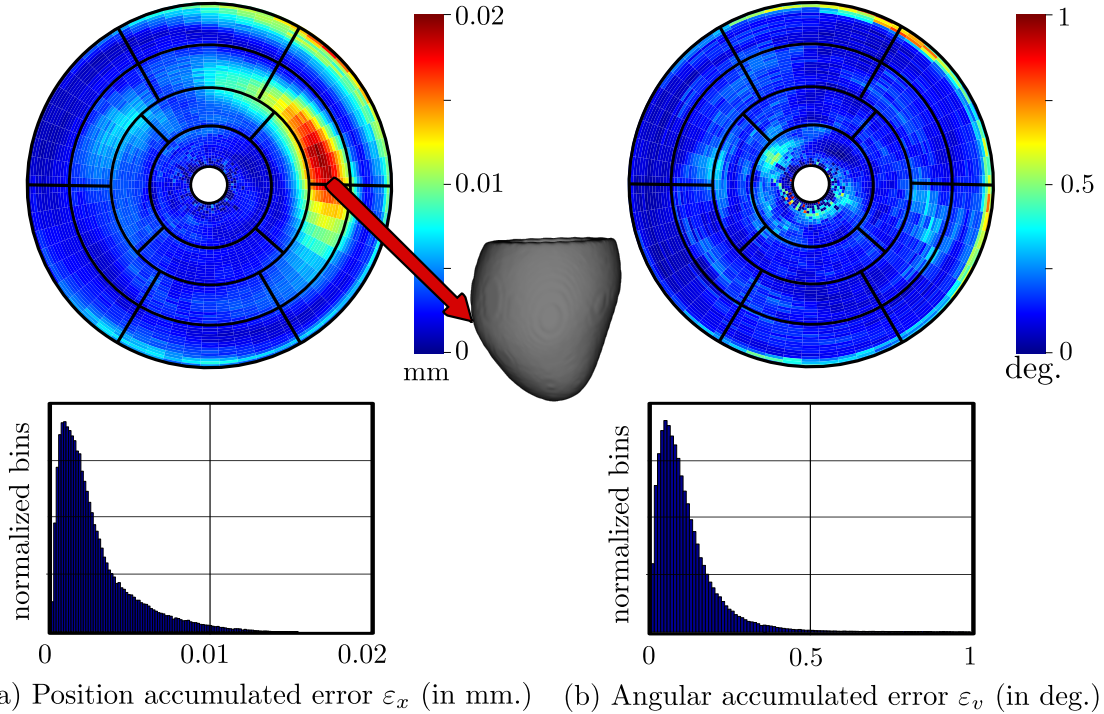 0.02
0.01
0
mm
1
0.5
0
deg.
normalized bins
0
0.01
0.02
normalized bins
0
0.5
1
a) Position accumulated error εₓ (in mm.)
(b) Angular accumulated error εᵥ (in deg.)